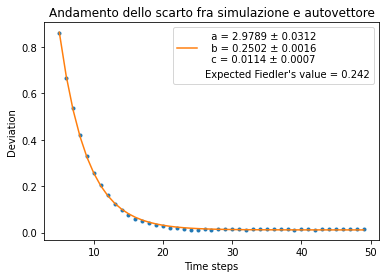 Andamento dello scarto fra simulazione e autovettore
a = 2.9789 ± 0.0312
b = 0.2502 ± 0.0016
c = 0.0114 ± 0.0007
Expected Fiedler's value = 0.242
Deviation
0.8
0.6
0.4
0.2
0.0
10 20 30 40 50
Time steps